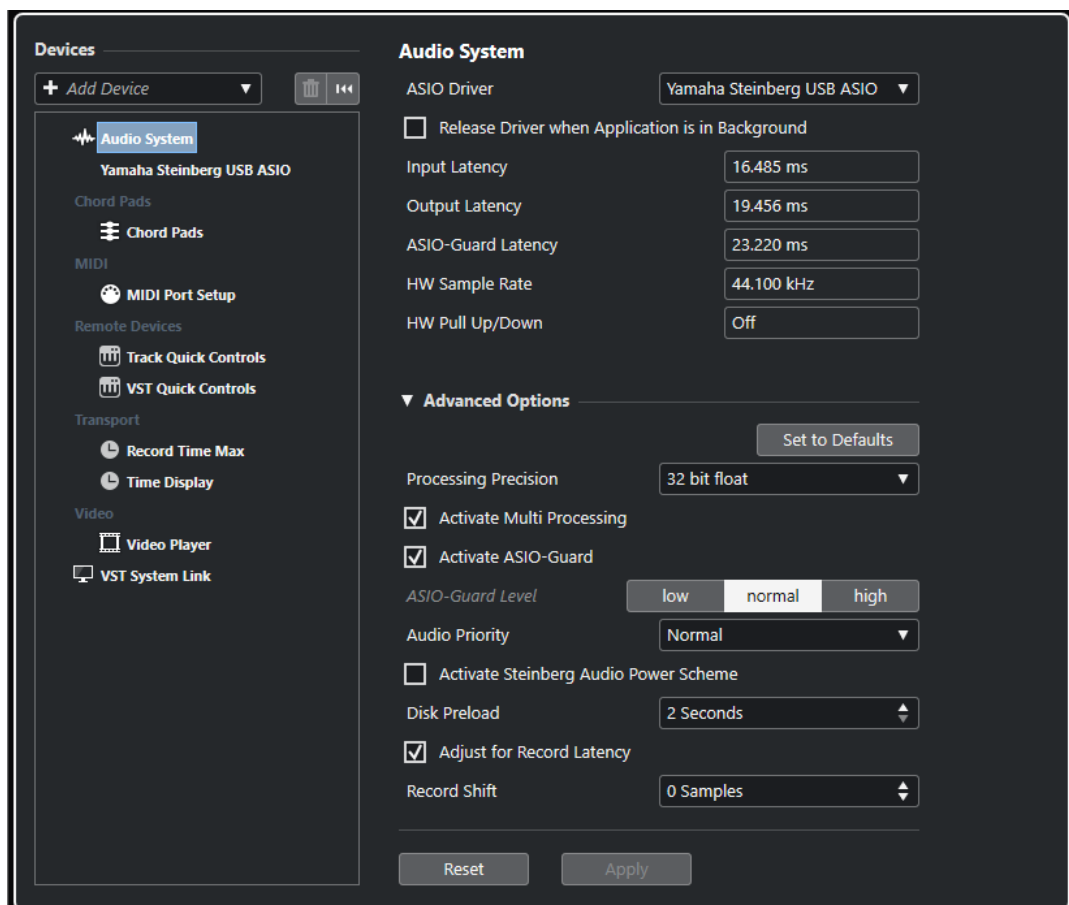 Devices
Add Device
Audio System
Yamaha Steinberg USB ASIO
Chord Pads
Chord Pads
MIDI
MIDI Port Setup
Remote Devices
Track Quick Controls
VST Quick Controls
Transport
Record Time Max
Time Display
Video
Video Player
VST System Link
Audio System
ASIO Driver Yamaha Steinberg USB ASIO
Release Driver when Application is in Background
Input Latency 16.485 ms
Output Latency 19.456 ms
ASIO-Guard Latency 23.220 ms
HW Sample Rate 44.100 kHz
HW Pull Up/Down Off
Advanced Options
Set to Defaults
Processing Precision 32 bit float
Activate Multi Processing
Activate ASIO-Guard
ASIO-Guard Level low normal high
Audio Priority Normal
Activate Steinberg Audio Power Scheme
Disk Preload 2 Seconds
Adjust for Record Latency
Record Shift 0 Samples
Reset Apply